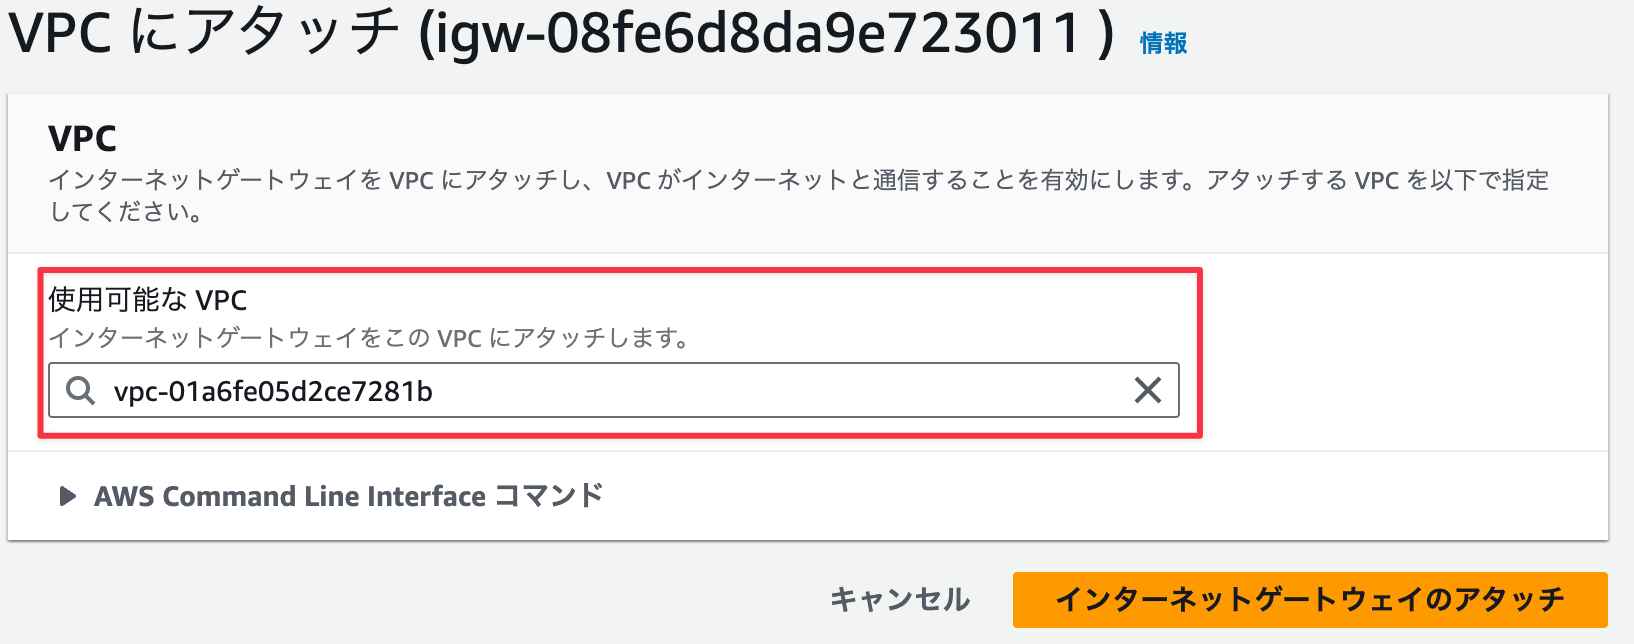 VPC にアタッチ (igw-08fe6d8da9e723011 ) 情報
VPC
インターネットゲートウェイを VPC にアタッチし、VPC がインターネットと通信することを有効にします。アタッチする VPC を以下で指定
してください。
使用可能な VPC
インターネットゲートウェイをこの VPC にアタッチします。
vpc-01a6fe05d2ce7281b
AWS Command Line Interface コマンド
キャンセル インターネットゲートウェイのアタッチ